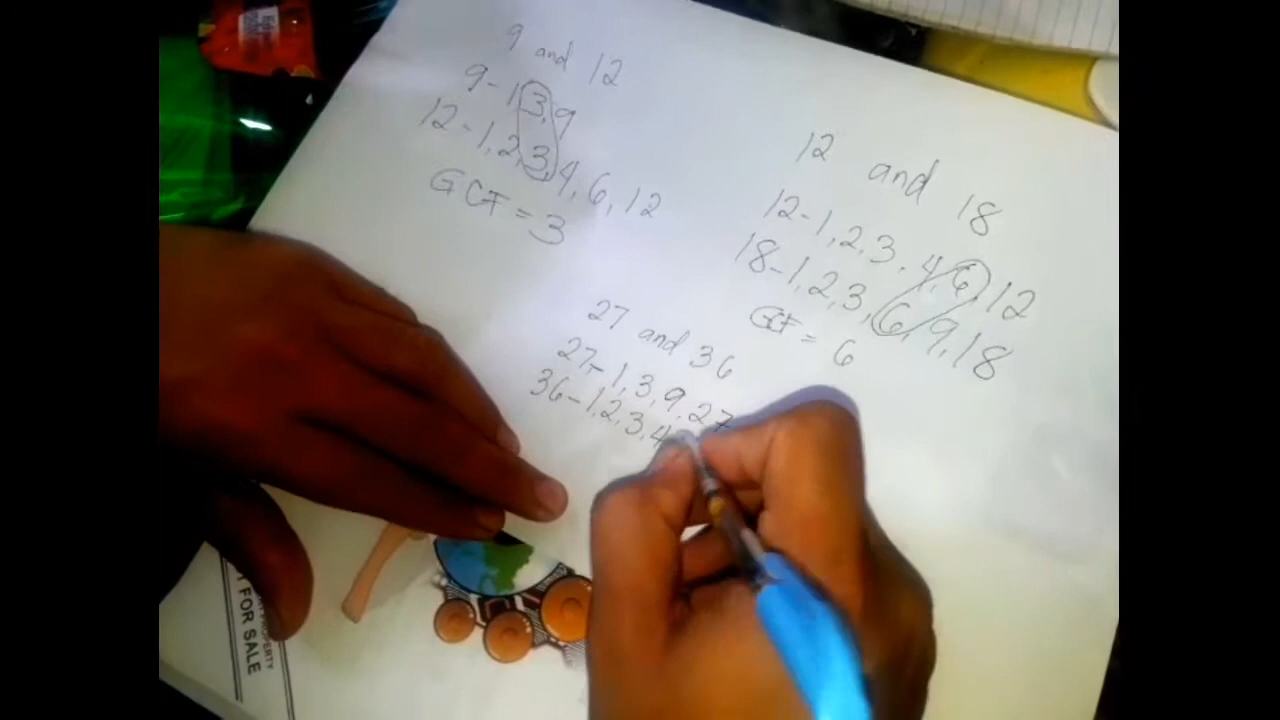 9 and 12
9-1,3,9
12-1,2,3,4,6,12
GCF = 3
12 and 18
12-1,2,3,4,6,12
18-1,2,3,6,9,18
GCF = 6
27 and 36
27-1,3,9,27
36-1,2,3,4
PROPERTY
FOR SALE